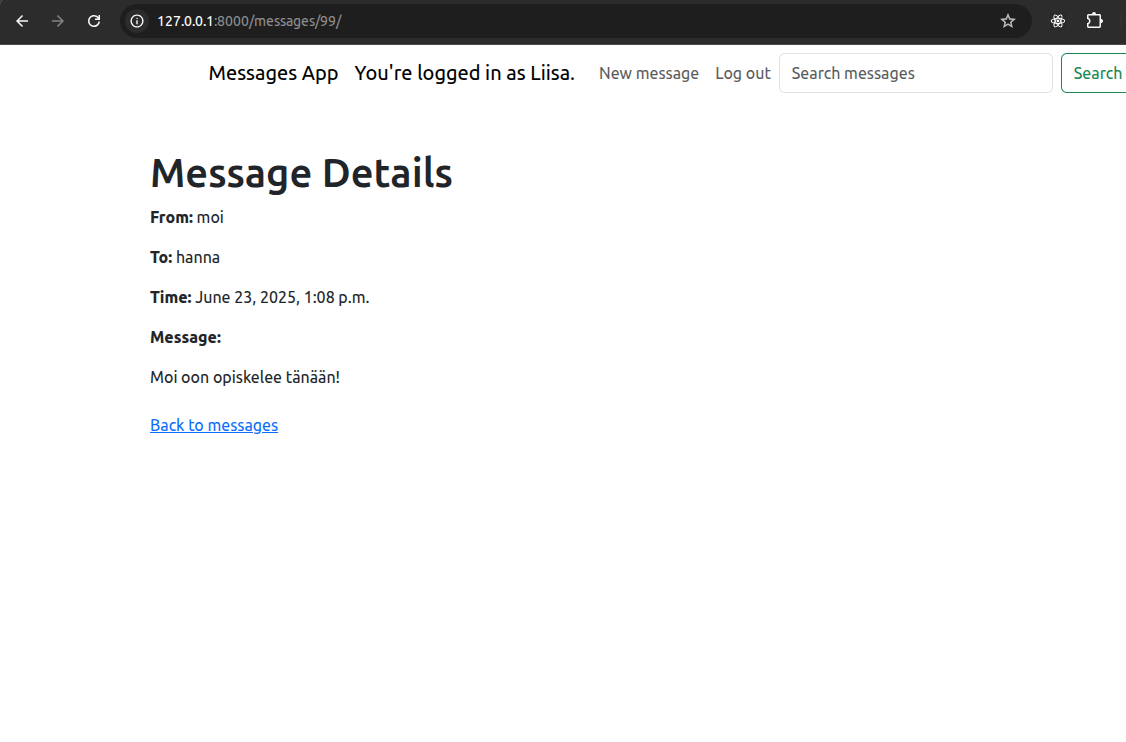 127.0.0.1:8000/messages/99/
Messages App You're logged in as Liisa. New message Log out Search messages Search
Message Details
From: moi
To: hanna
Time: June 23, 2025, 1:08 p.m.
Message:
Moi oon opiskelee tänään!
Back to messages